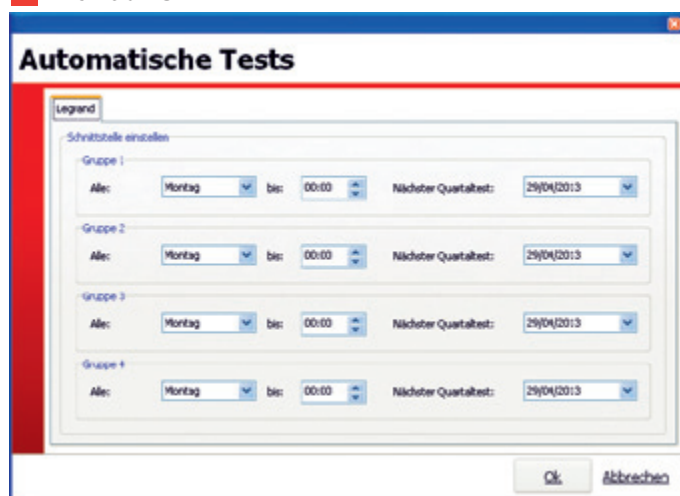 Automatische Tests
Legrand
Schnittstelle einstellen
Gruppe 1
Alle: Montag bis: 00:00 Nächster Quartaltest: 29/04/2013
Gruppe 2
Alle: Montag bis: 00:00 Nächster Quartaltest: 29/04/2013
Gruppe 3
Alle: Montag bis: 00:00 Nächster Quartaltest: 29/04/2013
Gruppe 4
Alle: Montag bis: 00:00 Nächster Quartaltest: 29/04/2013
Ok Abbrechen